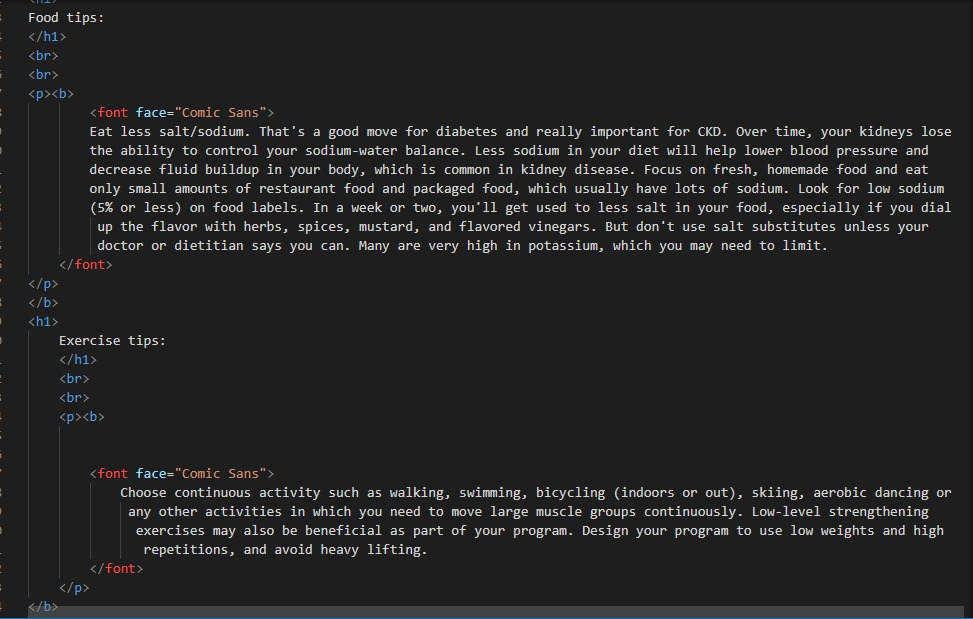 <h1>
Food tips:
</h1>
<br>
<br>
<p><b>
<font face="Comic Sans">
Eat less salt/sodium. That's a good move for diabetes and really important for CKD. Over time, your kidneys lose
the ability to control your sodium-water balance. Less sodium in your diet will help lower blood pressure and
decrease fluid buildup in your body, which is common in kidney disease. Focus on fresh, homemade food and eat
only small amounts of restaurant food and packaged food, which usually have lots of sodium. Look for low sodium
(5% or less) on food labels. In a week or two, you'll get used to less salt in your food, especially if you dial
up the flavor with herbs, spices, mustard, and flavored vinegars. But don't use salt substitutes unless your
doctor or dietitian says you can. Many are very high in potassium, which you may need to limit.
</font>
</p>
</b>
<h1>
Exercise tips:
</h1>
<br>
<br>
<p><b>
<font face="Comic Sans">
Choose continuous activity such as walking, swimming, bicycling (indoors or out), skiing, aerobic dancing or
any other activities in which you need to move large muscle groups continuously. Low-level strengthening
exercises may also be beneficial as part of your program. Design your program to use low weights and high
repetitions, and avoid heavy lifting.
</font>
</p>
</b>